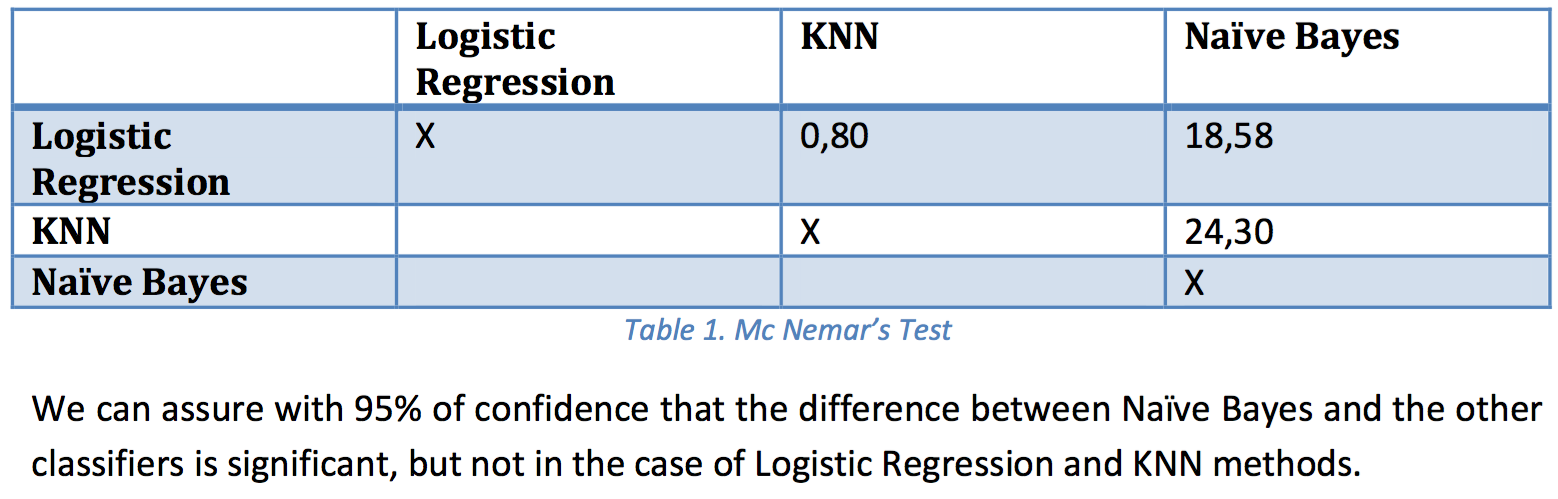 Logistic Regression KNN Naïve Bayes
Logistic Regression X 0,80 18,58
KNN X 24,30
Naïve Bayes X
Table 1. Mc Nemar’s Test
We can assure with 95% of confidence that the difference between Naïve Bayes and the other
classifiers is significant, but not in the case of Logistic Regression and KNN methods.